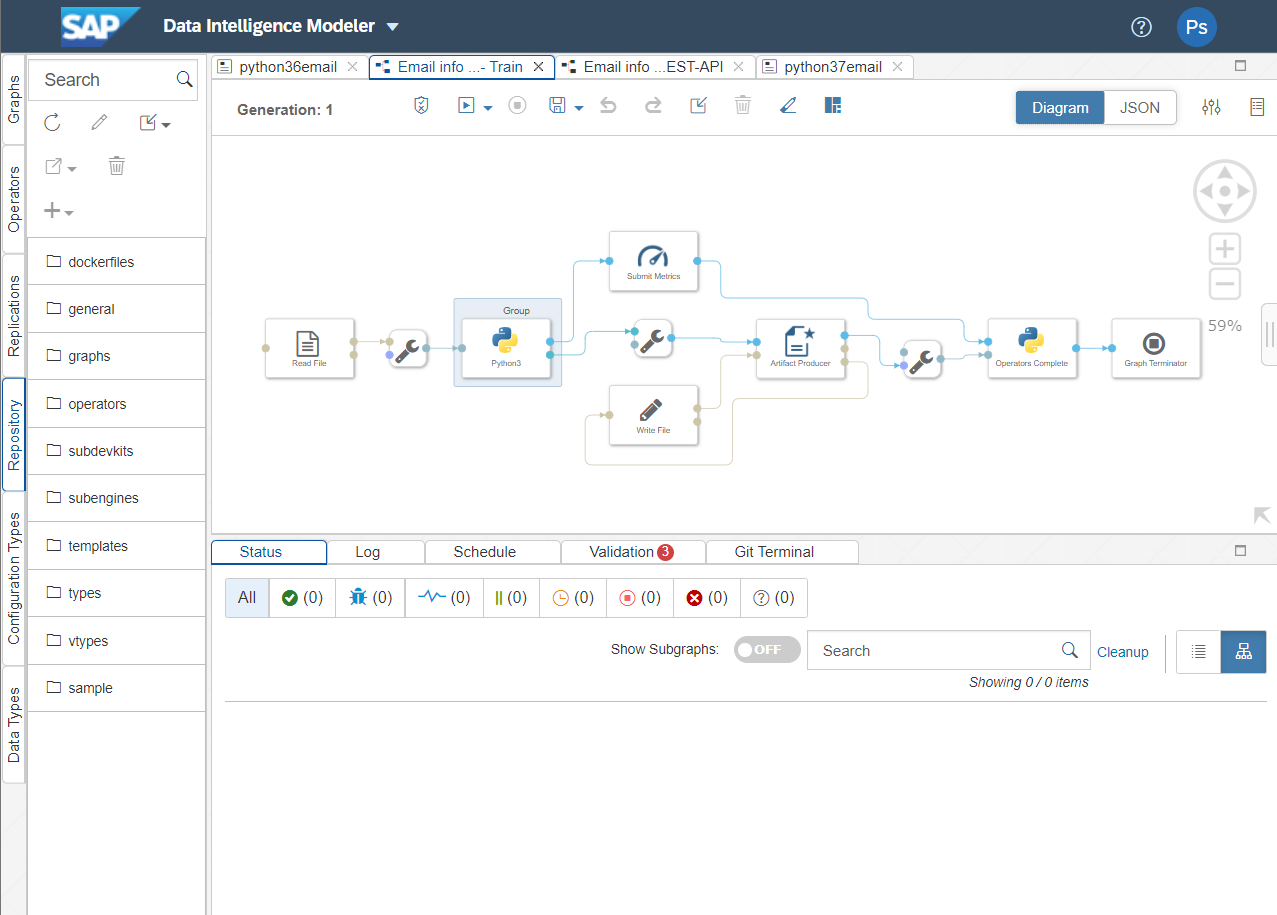 SAP Data Intelligence Modeler
Ps
Graphs
Operators
Replications
Repository
Configuration Types
Data Types
Search
dockerfiles
general
graphs
operators
subdevkits
subengines
templates
types
vtypes
sample
python36email
Email info ...- Train
Email info ...EST-API
python37email
Generation: 1
Diagram
JSON
Submit Metrics
Group
Read File
Python3
Artifact Producer
Operators Complete
Graph Terminator
Write File
59%
Status
Log
Schedule
Validation 3
Git Terminal
All
(0)
(0)
(0)
(0)
(0)
(0)
(0)
(0)
Show Subgraphs:
OFF
Search
Cleanup
Showing 0 / 0 items